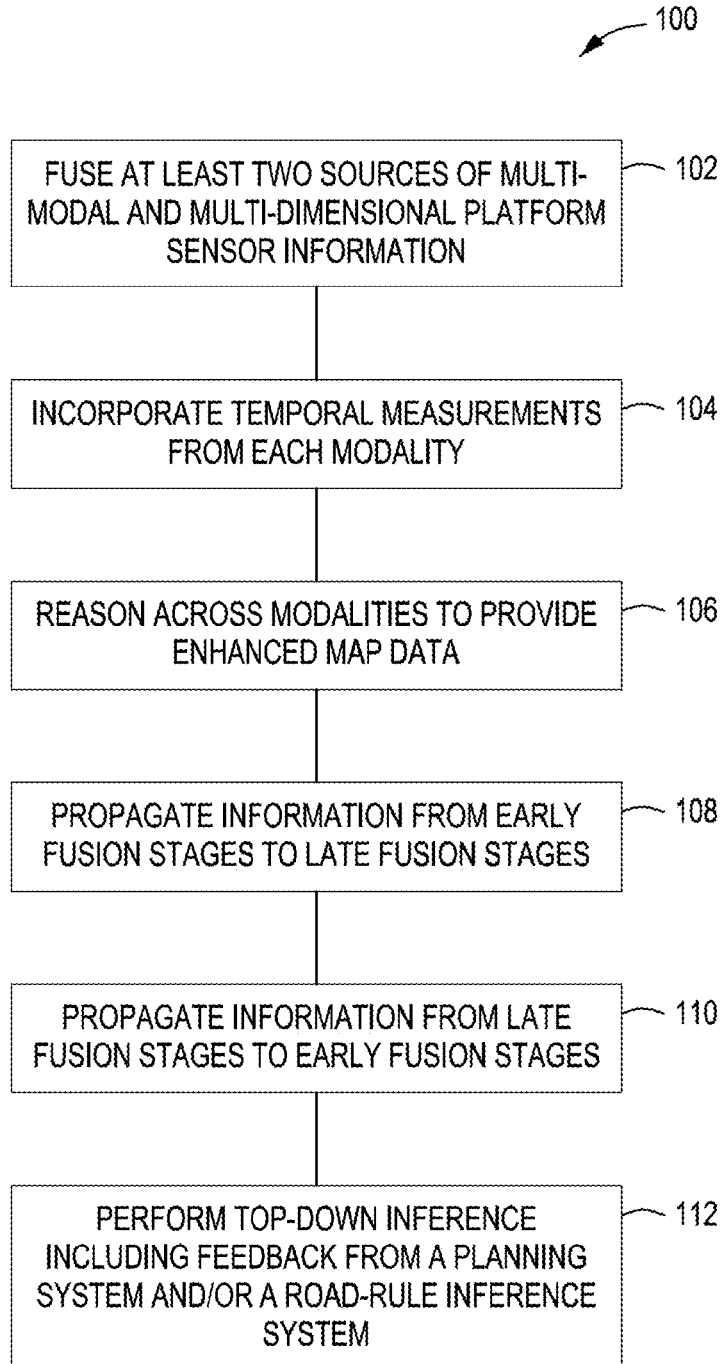 100
FUSE AT LEAST TWO SOURCES OF MULTI-
MODAL AND MULTI-DIMENSIONAL PLATFORM
SENSOR INFORMATION
102
INCORPORATE TEMPORAL MEASUREMENTS
FROM EACH MODALITY
104
REASON ACROSS MODALITIES TO PROVIDE
ENHANCED MAP DATA
106
PROPAGATE INFORMATION FROM EARLY
FUSION STAGES TO LATE FUSION STAGES
108
PROPAGATE INFORMATION FROM LATE
FUSION STAGES TO EARLY FUSION STAGES
110
PERFORM TOP-DOWN INFERENCE
INCLUDING FEEDBACK FROM A PLANNING
SYSTEM AND/OR A ROAD-RULE INFERENCE
SYSTEM
112